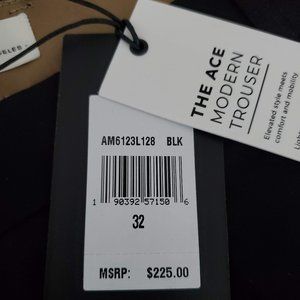 THE ACE
MODERN
TROUSER
Elevated style meets
comfort and mobility
AM6123L128 BLK
1 90392 57150 6
32
MSRP: $225.00